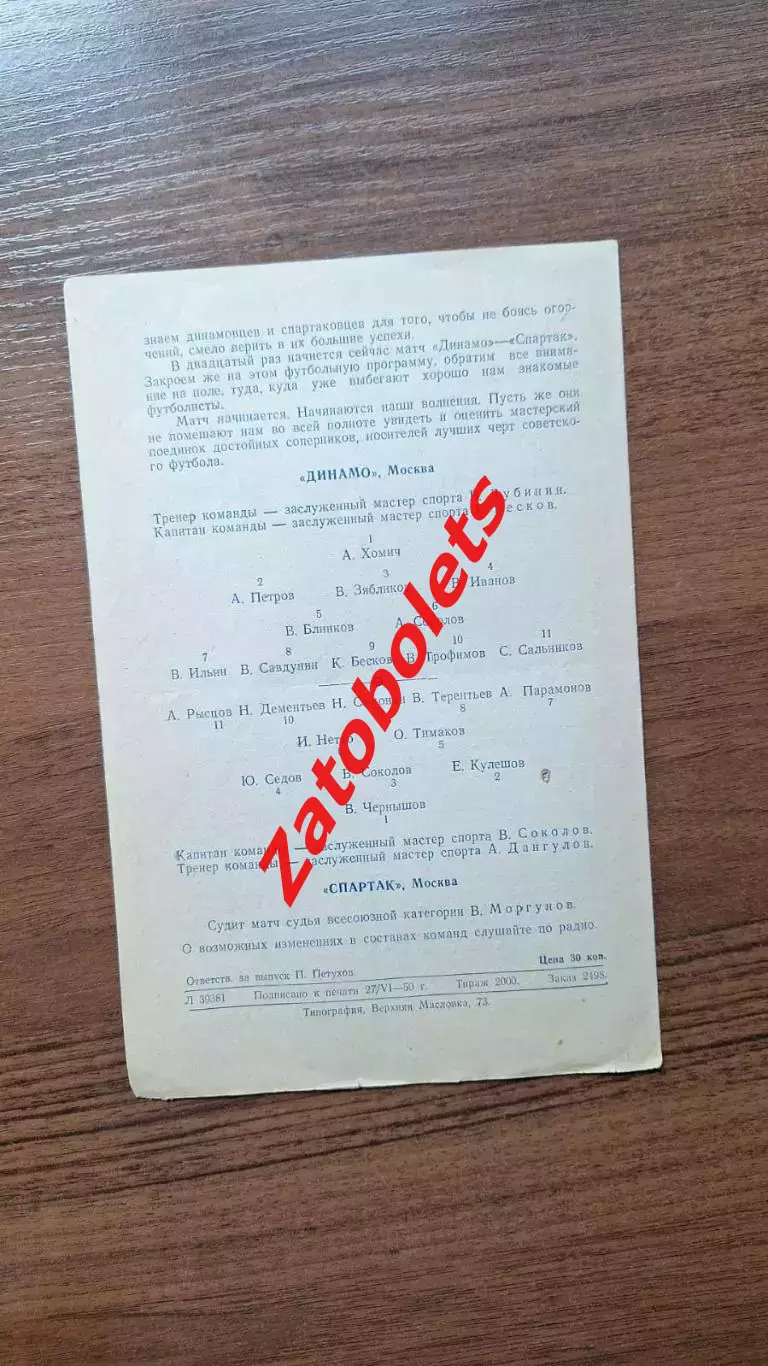 знаем динамовцев и спартаковцев для того, чтобы не боясь огор-
чений, смело верить в их большие успехи.
В двадцатый раз начнется сейчас матч «Динамо»—«Спартак».
Закроем же на этом футбольную программу, обратим все внима-
ние на поле, туда, куда уже выбегают хорошо нам знакомые
футболисты.
Матч начинается. Начинаются наши волнения. Пусть же они
не помешают нам во всей полноте увидеть и оценить мастерский
поединок достойных соперников, носителей лучших черт советско-
го футбола.
«ДИНАМО», Москва
Тренер команды — заслуженный мастер спорта
Капитан команды — заслуженный мастер спорта
1
А. Хомич
2 3 4
А. Петров В. Зябликов В. Иванов
5 6
В. Блинков А. Соколов
7 8 9 10 11
В. Ильин В. Савдунин К. Бесков В. Трофимов С. Сальников
А. Рысцов Н. Дементьев Н. В. Терентьев А. Парамонов
11 10 8 7
И. Нетто О. Тимаков
5
Ю. Седов В. Соколов Е. Кулешов
4 3 2
В. Чернышов
1
Капитан команды — заслуженный мастер спорта В. Соколов.
Тренер команды — заслуженный мастер спорта А. Дангулов.
«СПАРТАК», Москва
Судит матч судья всесоюзной категории В. Моргунов.
О возможных изменениях в составах команд слушайте по радио.
Цена 30 коп.
Ответств. за выпуск П. Петухов
Л 39381 Подписано к печати 27/VI—50 г. Тираж 2000. Заказ 2498.
Типография, Верхняя Масловка, 73.
Zatobolets